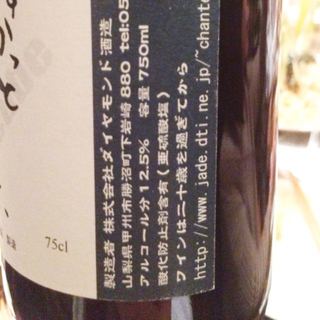 75cl
製造者 株式会社ダイヤモンド酒造
山梨県甲州市勝沼町下岩崎880 tel:05
アルコール分12.5% 容量750ml
酸化防止剤含有(亜硫酸塩)
ワインは二十歳を過ぎてから
http://www.jade.dti.ne.jp/~chante